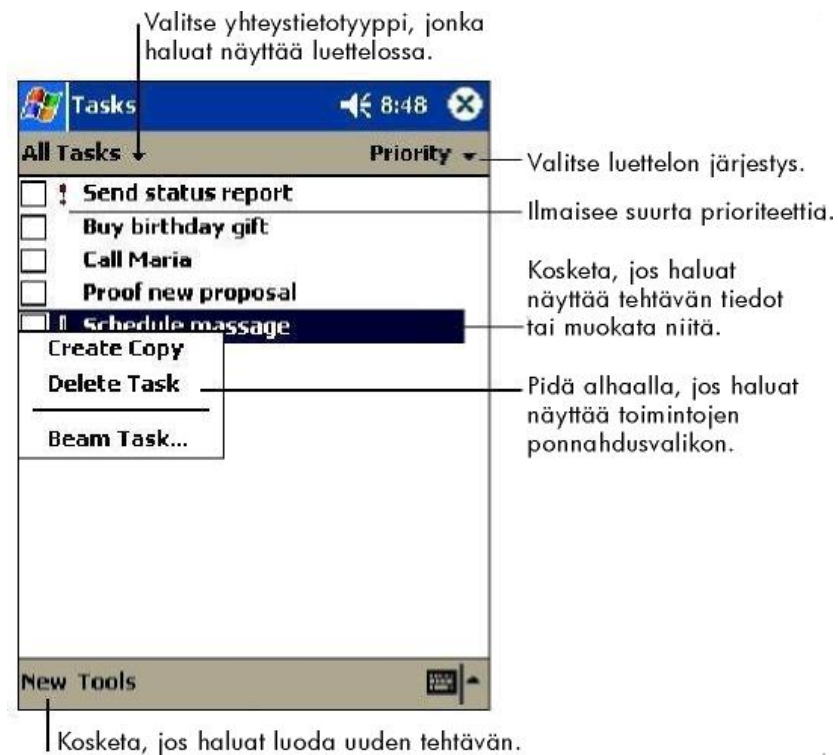 Valitse yhteystietotyyppi, jonka
haluat näyttää luettelossa.
Tasks 8:48
All Tasks Priority
Valitse luettelon järjestys.
! Send status report
Ilmaisee suurta prioriteettia.
Buy birthday gift
Call Maria
Proof new proposal
Schedule massage
Kosketa, jos haluat
näyttää tehtävän tiedot
tai muokata niitä.
Create Copy
Delete Task
Beam Task...
Pidä alhaalla, jos haluat
näyttää toimintojen
ponnahdusvalikon.
New Tools
Kosketa, jos haluat luoda uuden tehtävän.